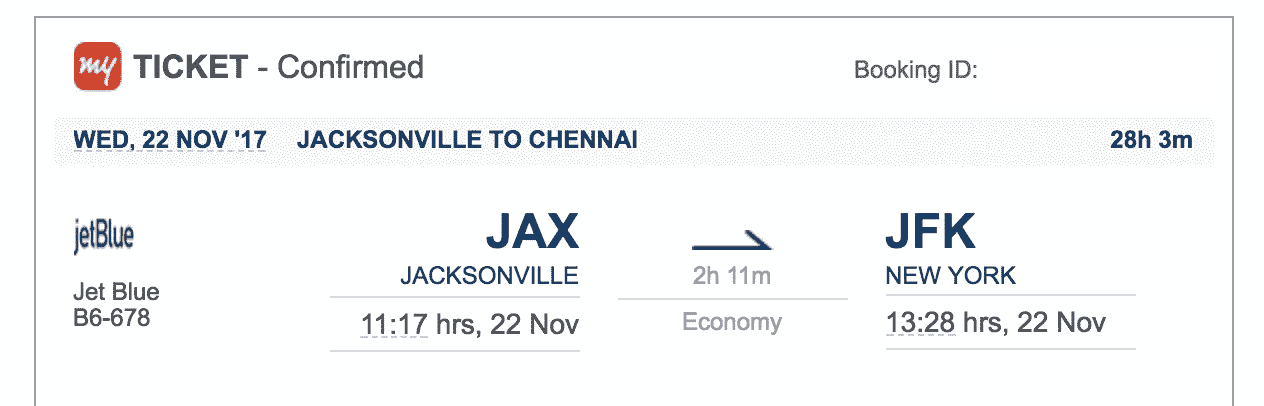 my TICKET - Confirmed
Booking ID:
WED, 22 NOV '17 JACKSONVILLE TO CHENNAI 28h 3m
jetBlue
Jet Blue
B6-678
JAX
JACKSONVILLE
11:17 hrs, 22 Nov
2h 11m
Economy
JFK
NEW YORK
13:28 hrs, 22 Nov